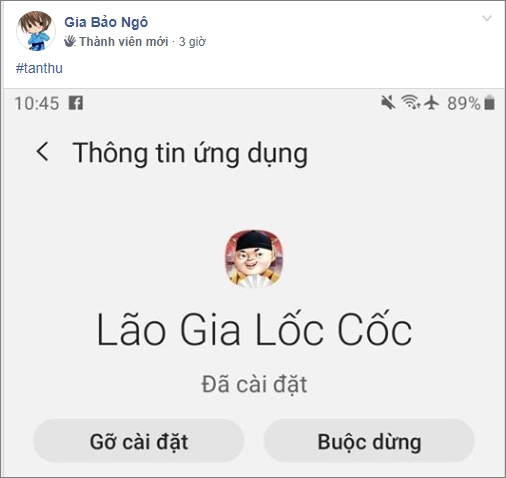 Gia Bảo Ngô
Thành viên mới · 3 giờ
#tanthu
10:45 89%
Thông tin ứng dụng
Lão Gia Lốc Cốc
Đã cài đặt
Gỡ cài đặt Buộc dừng